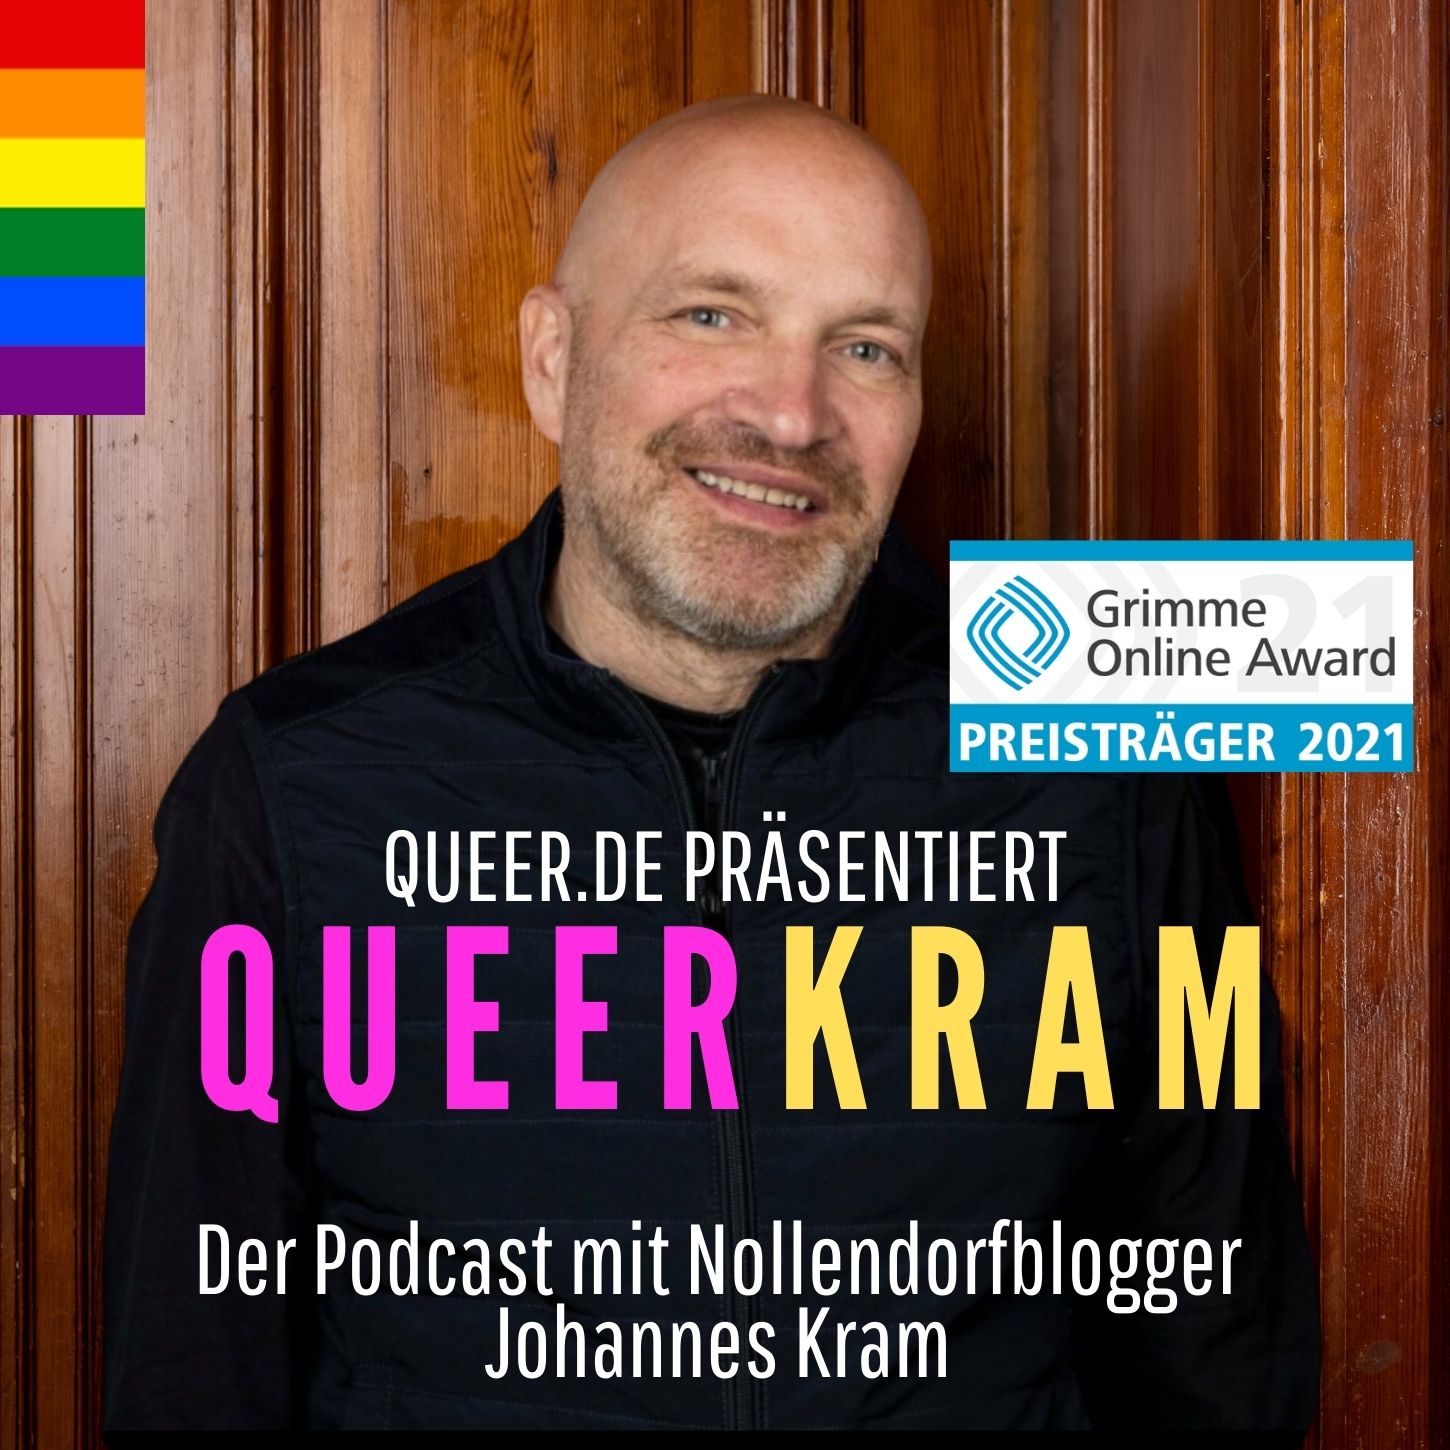 Grimme
Online Award
21
PREISTRÄGER 2021
QUEER.DE PRÄSENTIERT
QUEERKRAM
Der Podcast mit Nollendorfblogger
Johannes Kram